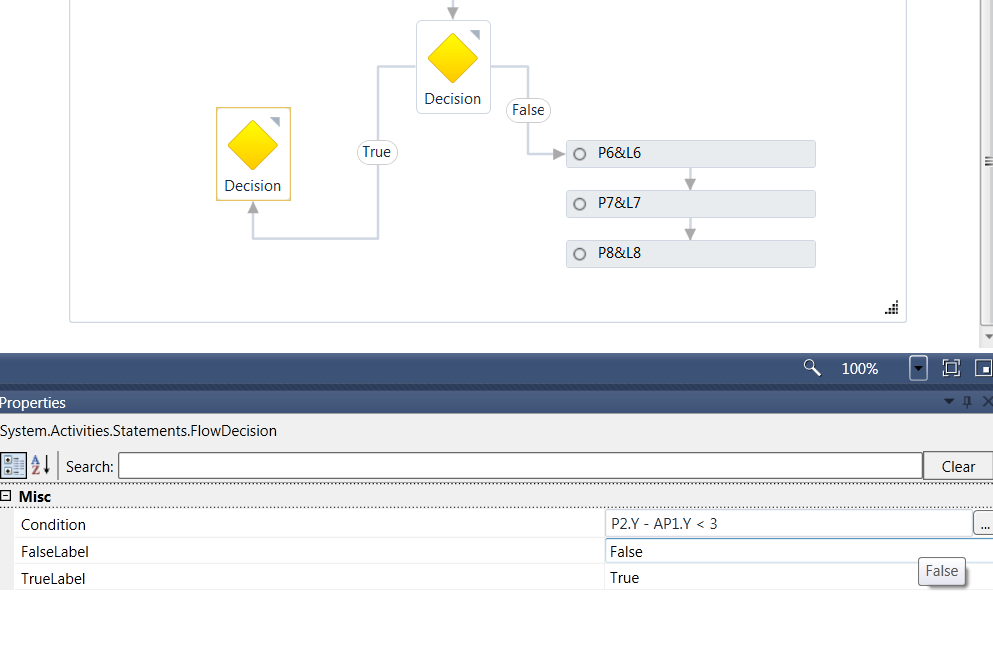 Decision
False
True
P6&L6
Decision
P7&L7
P8&L8
100%
Properties
System.Activities.Statements.FlowDecision
Search:
Clear
Misc
Condition P2.Y - AP1.Y < 3 ...
FalseLabel False
False
TrueLabel True